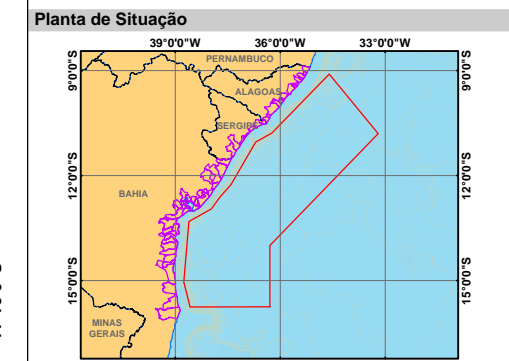 Planta de Situação
39°0'0"W 36°0'0"W 33°0'0"W
9°0'0"S 9°0'0"S
PERNAMBUCO
ALAGOAS
SERGIPE
12°0'0"S 12°0'0"S
BAHIA
15°0'0"S 15°0'0"S
MINAS
GERAIS